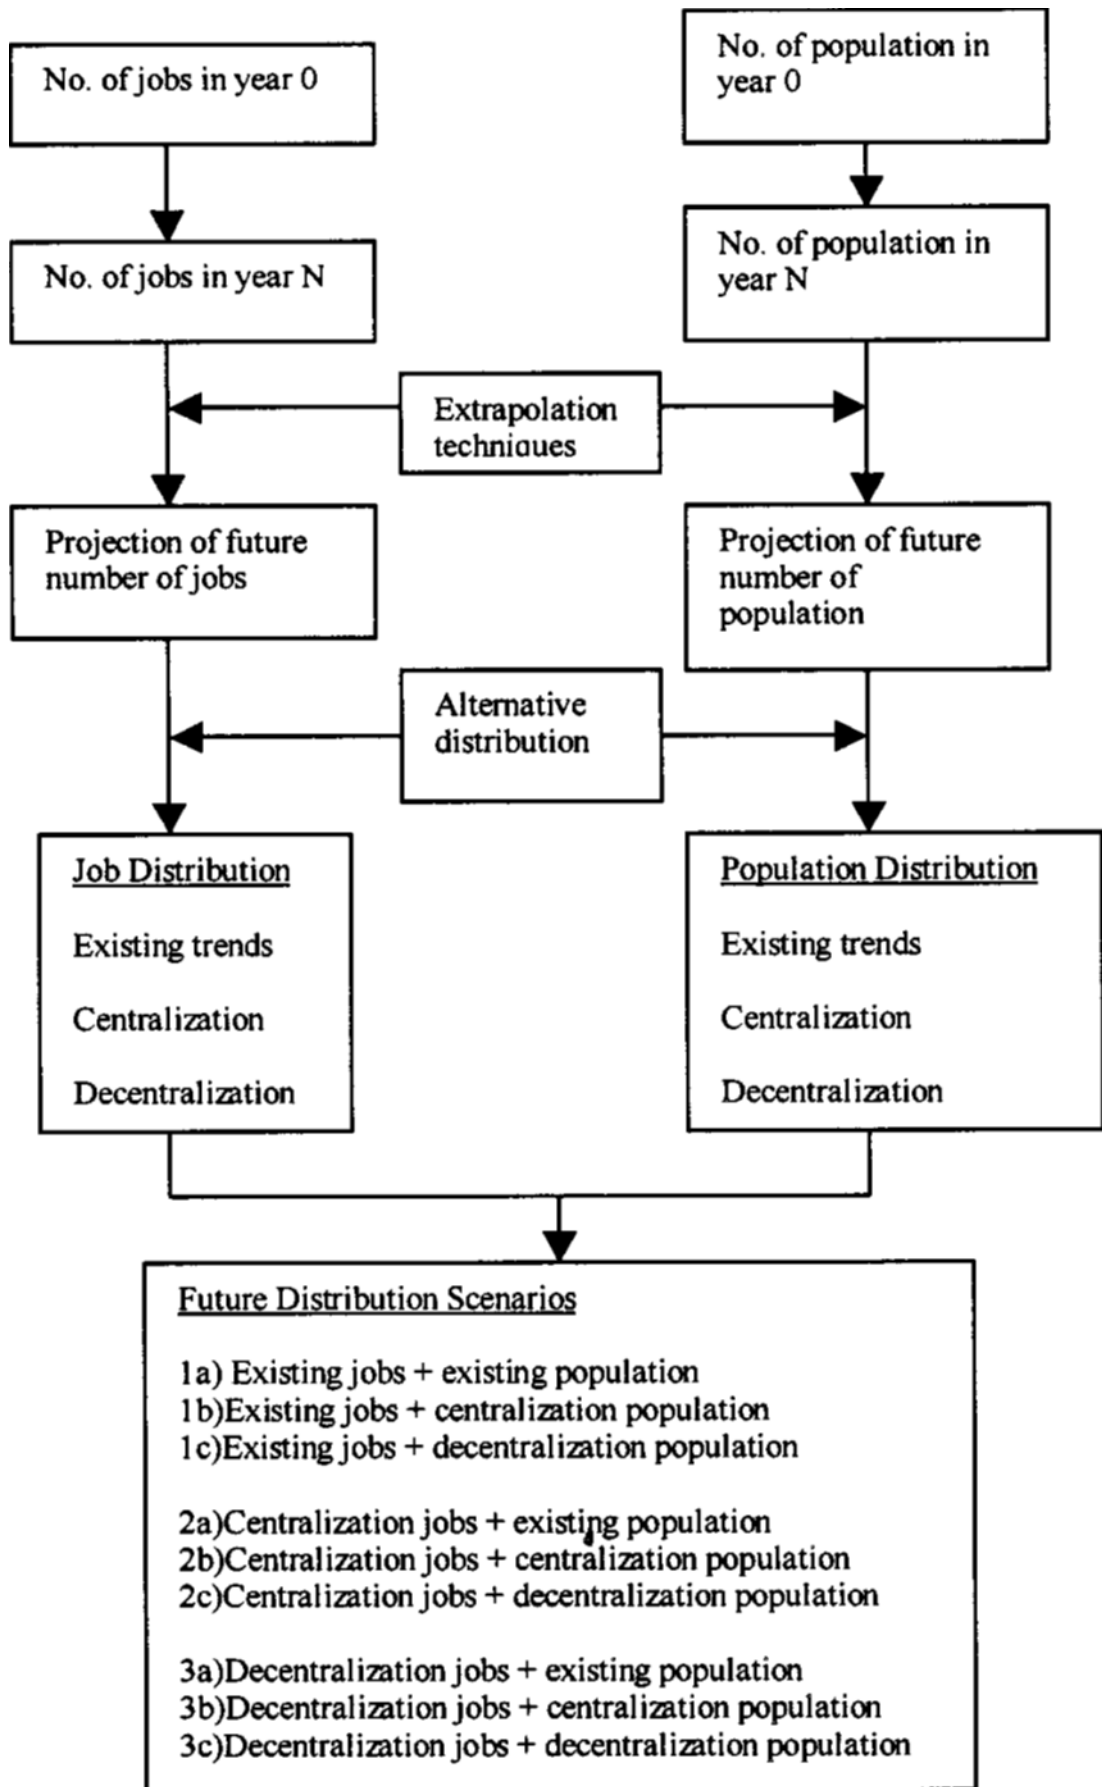 No. of jobs in year 0
No. of population in
year 0
No. of jobs in year N
No. of population in
year N
Extrapolation
techniques
Projection of future
number of jobs
Projection of future
number of
population
Alternative
distribution
Job Distribution
Existing trends
Centralization
Decentralization
Population Distribution
Existing trends
Centralization
Decentralization
Future Distribution Scenarios
1a) Existing jobs + existing population
1b)Existing jobs + centralization population
1c)Existing jobs + decentralization population
2a)Centralization jobs + existing population
2b)Centralization jobs + centralization population
2c)Centralization jobs + decentralization population
3a)Decentralization jobs + existing population
3b)Decentralization jobs + centralization population
3c)Decentralization jobs + decentralization population